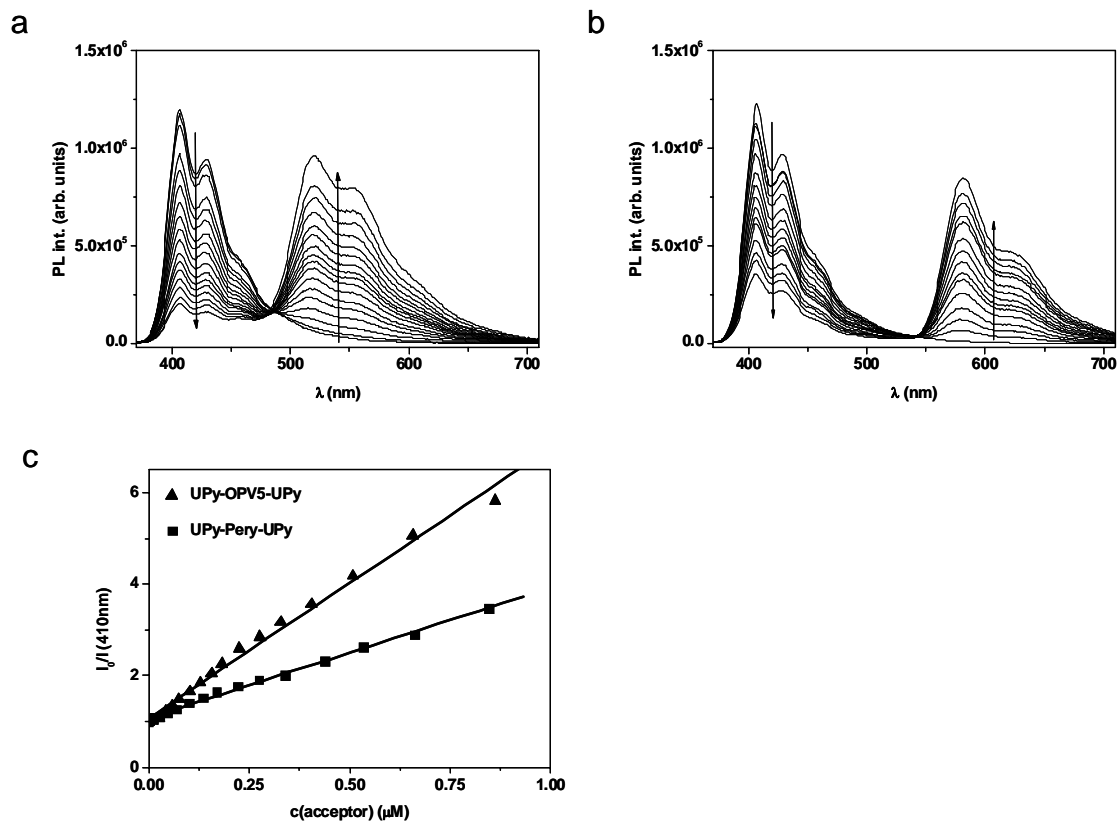 a
1.5x10⁶
1.0x10⁶
5.0x10⁵
0.0
PL int. (arb. units)
400 500 600 700
λ (nm)
b
1.5x10⁶
1.0x10⁶
5.0x10⁵
0.0
PL int. (arb. units)
400 500 600 700
λ (nm)
c
UPy-OPV5-UPy
UPy-Pery-UPy
6
4
2
0
I₀/I (410nm)
0.00 0.25 0.50 0.75 1.00
c(acceptor) (μM)